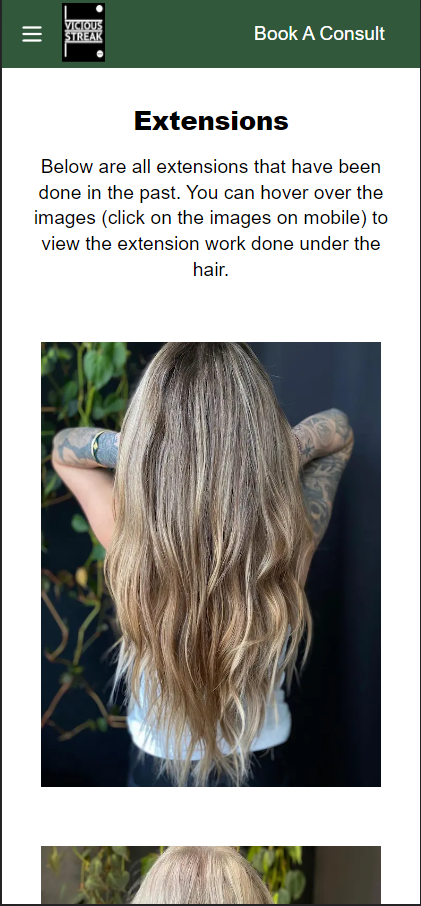 VICIOUS
STREAK
Book A Consult
Extensions
Below are all extensions that have been
done in the past. You can hover over the
images (click on the images on mobile) to
view the extension work done under the
hair.